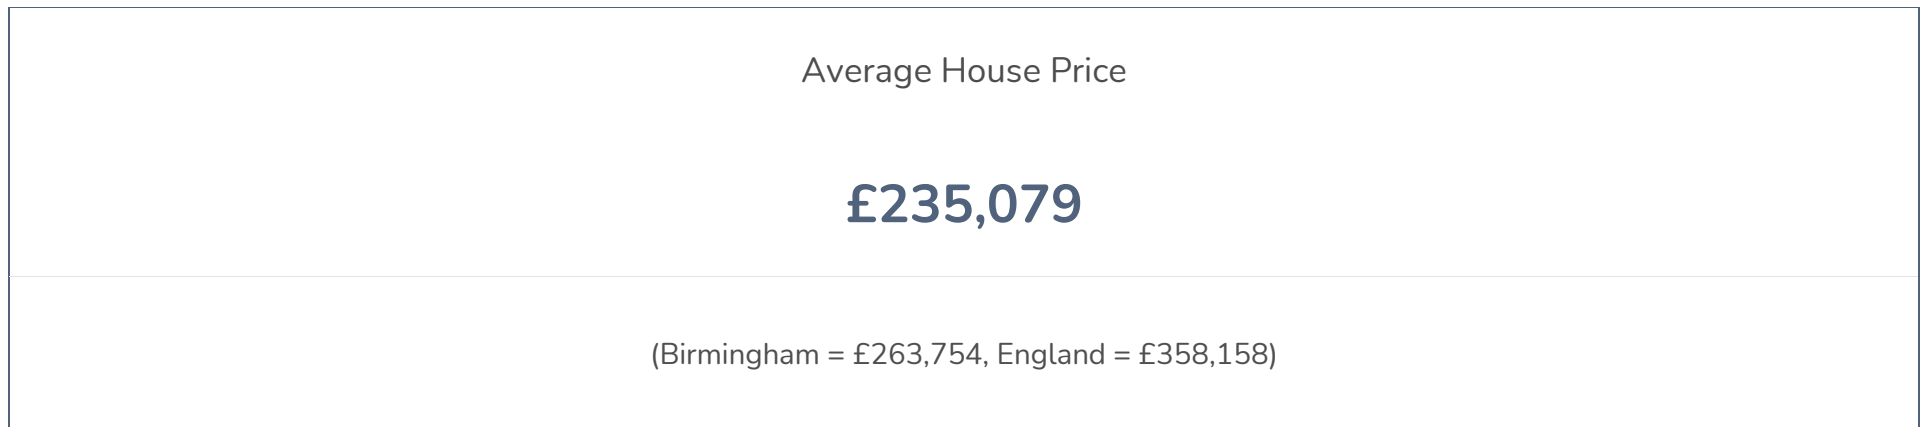 Average House Price
£235,079
(Birmingham = £263,754, England = £358,158)